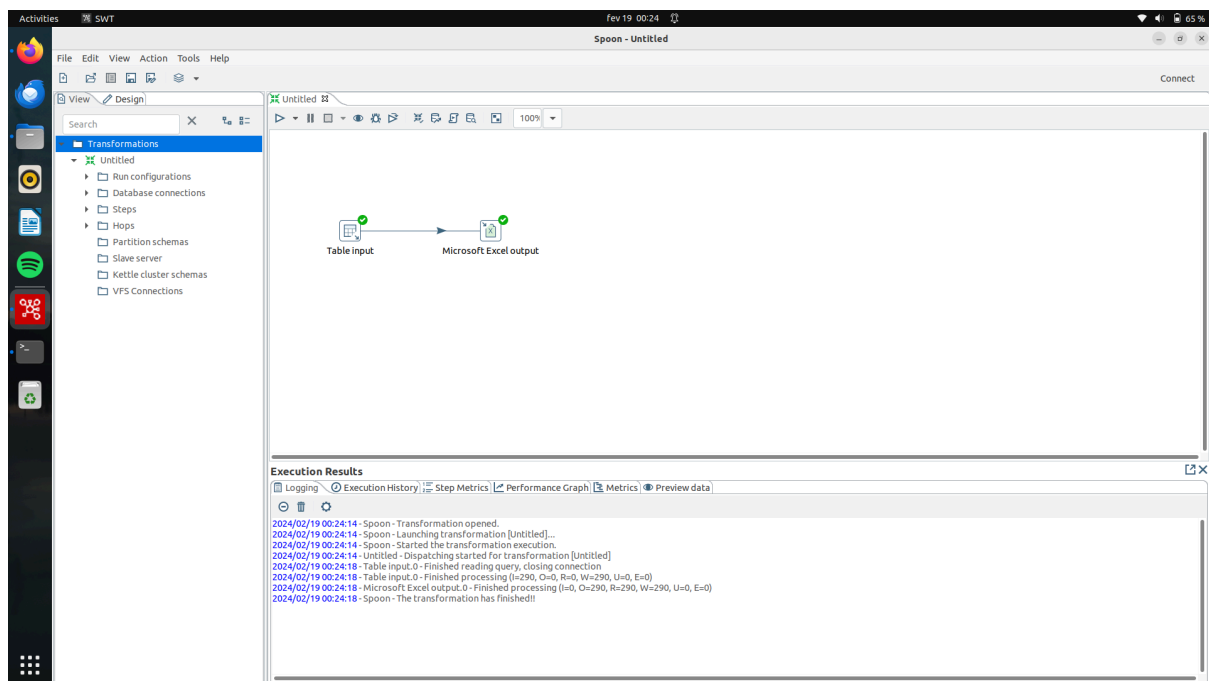 Activities SWT fev 19 00:24 65 %
Spoon - Untitled
File Edit View Action Tools Help
Connect
View Design
Search
Transformations
Untitled
Run configurations
Database connections
Steps
Hops
Partition schemas
Slave server
Kettle cluster schemas
VFS Connections
Untitled
100%
Table input Microsoft Excel output
Execution Results
Logging Execution History Step Metrics Performance Graph Metrics Preview data
2024/02/19 00:24:14 - Spoon - Transformation opened.
2024/02/19 00:24:14 - Spoon - Launching transformation [Untitled]...
2024/02/19 00:24:14 - Spoon - Started the transformation execution.
2024/02/19 00:24:14 - Untitled - Dispatching started for transformation [Untitled]
2024/02/19 00:24:18 - Table input.0 - Finished reading query, closing connection
2024/02/19 00:24:18 - Table input.0 - Finished processing (I=290, O=0, R=0, W=290, U=0, E=0)
2024/02/19 00:24:18 - Microsoft Excel output.0 - Finished processing (I=0, O=290, R=290, W=290, U=0, E=0)
2024/02/19 00:24:18 - Spoon - The transformation has finished!!